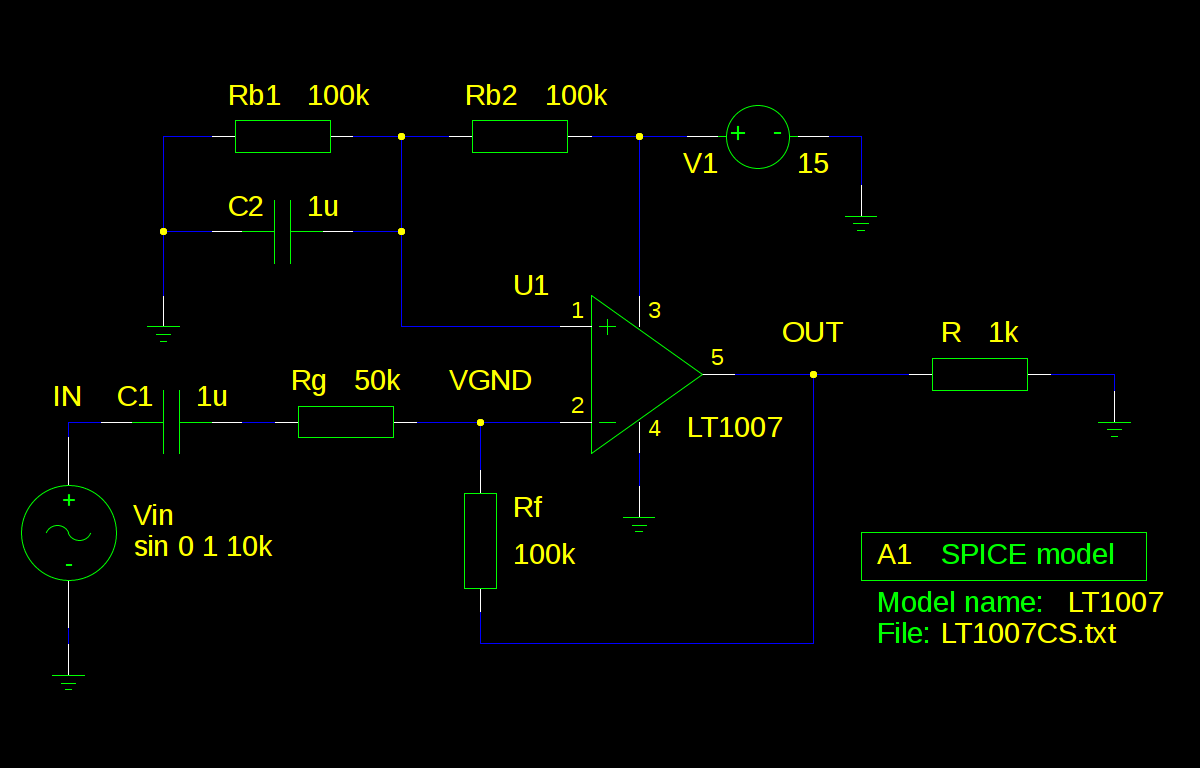 Rb1 100k
Rb2 100k
+ -
V1 15
C2 1u
U1
1
3
+
OUT
R 1k
5
IN
C1 1u
Rg 50k
VGND
2
4
LT1007
+
-
Vin
sin 0 1 10k
Rf
100k
A1 SPICE model
Model name: LT1007
File: LT1007CS.txt